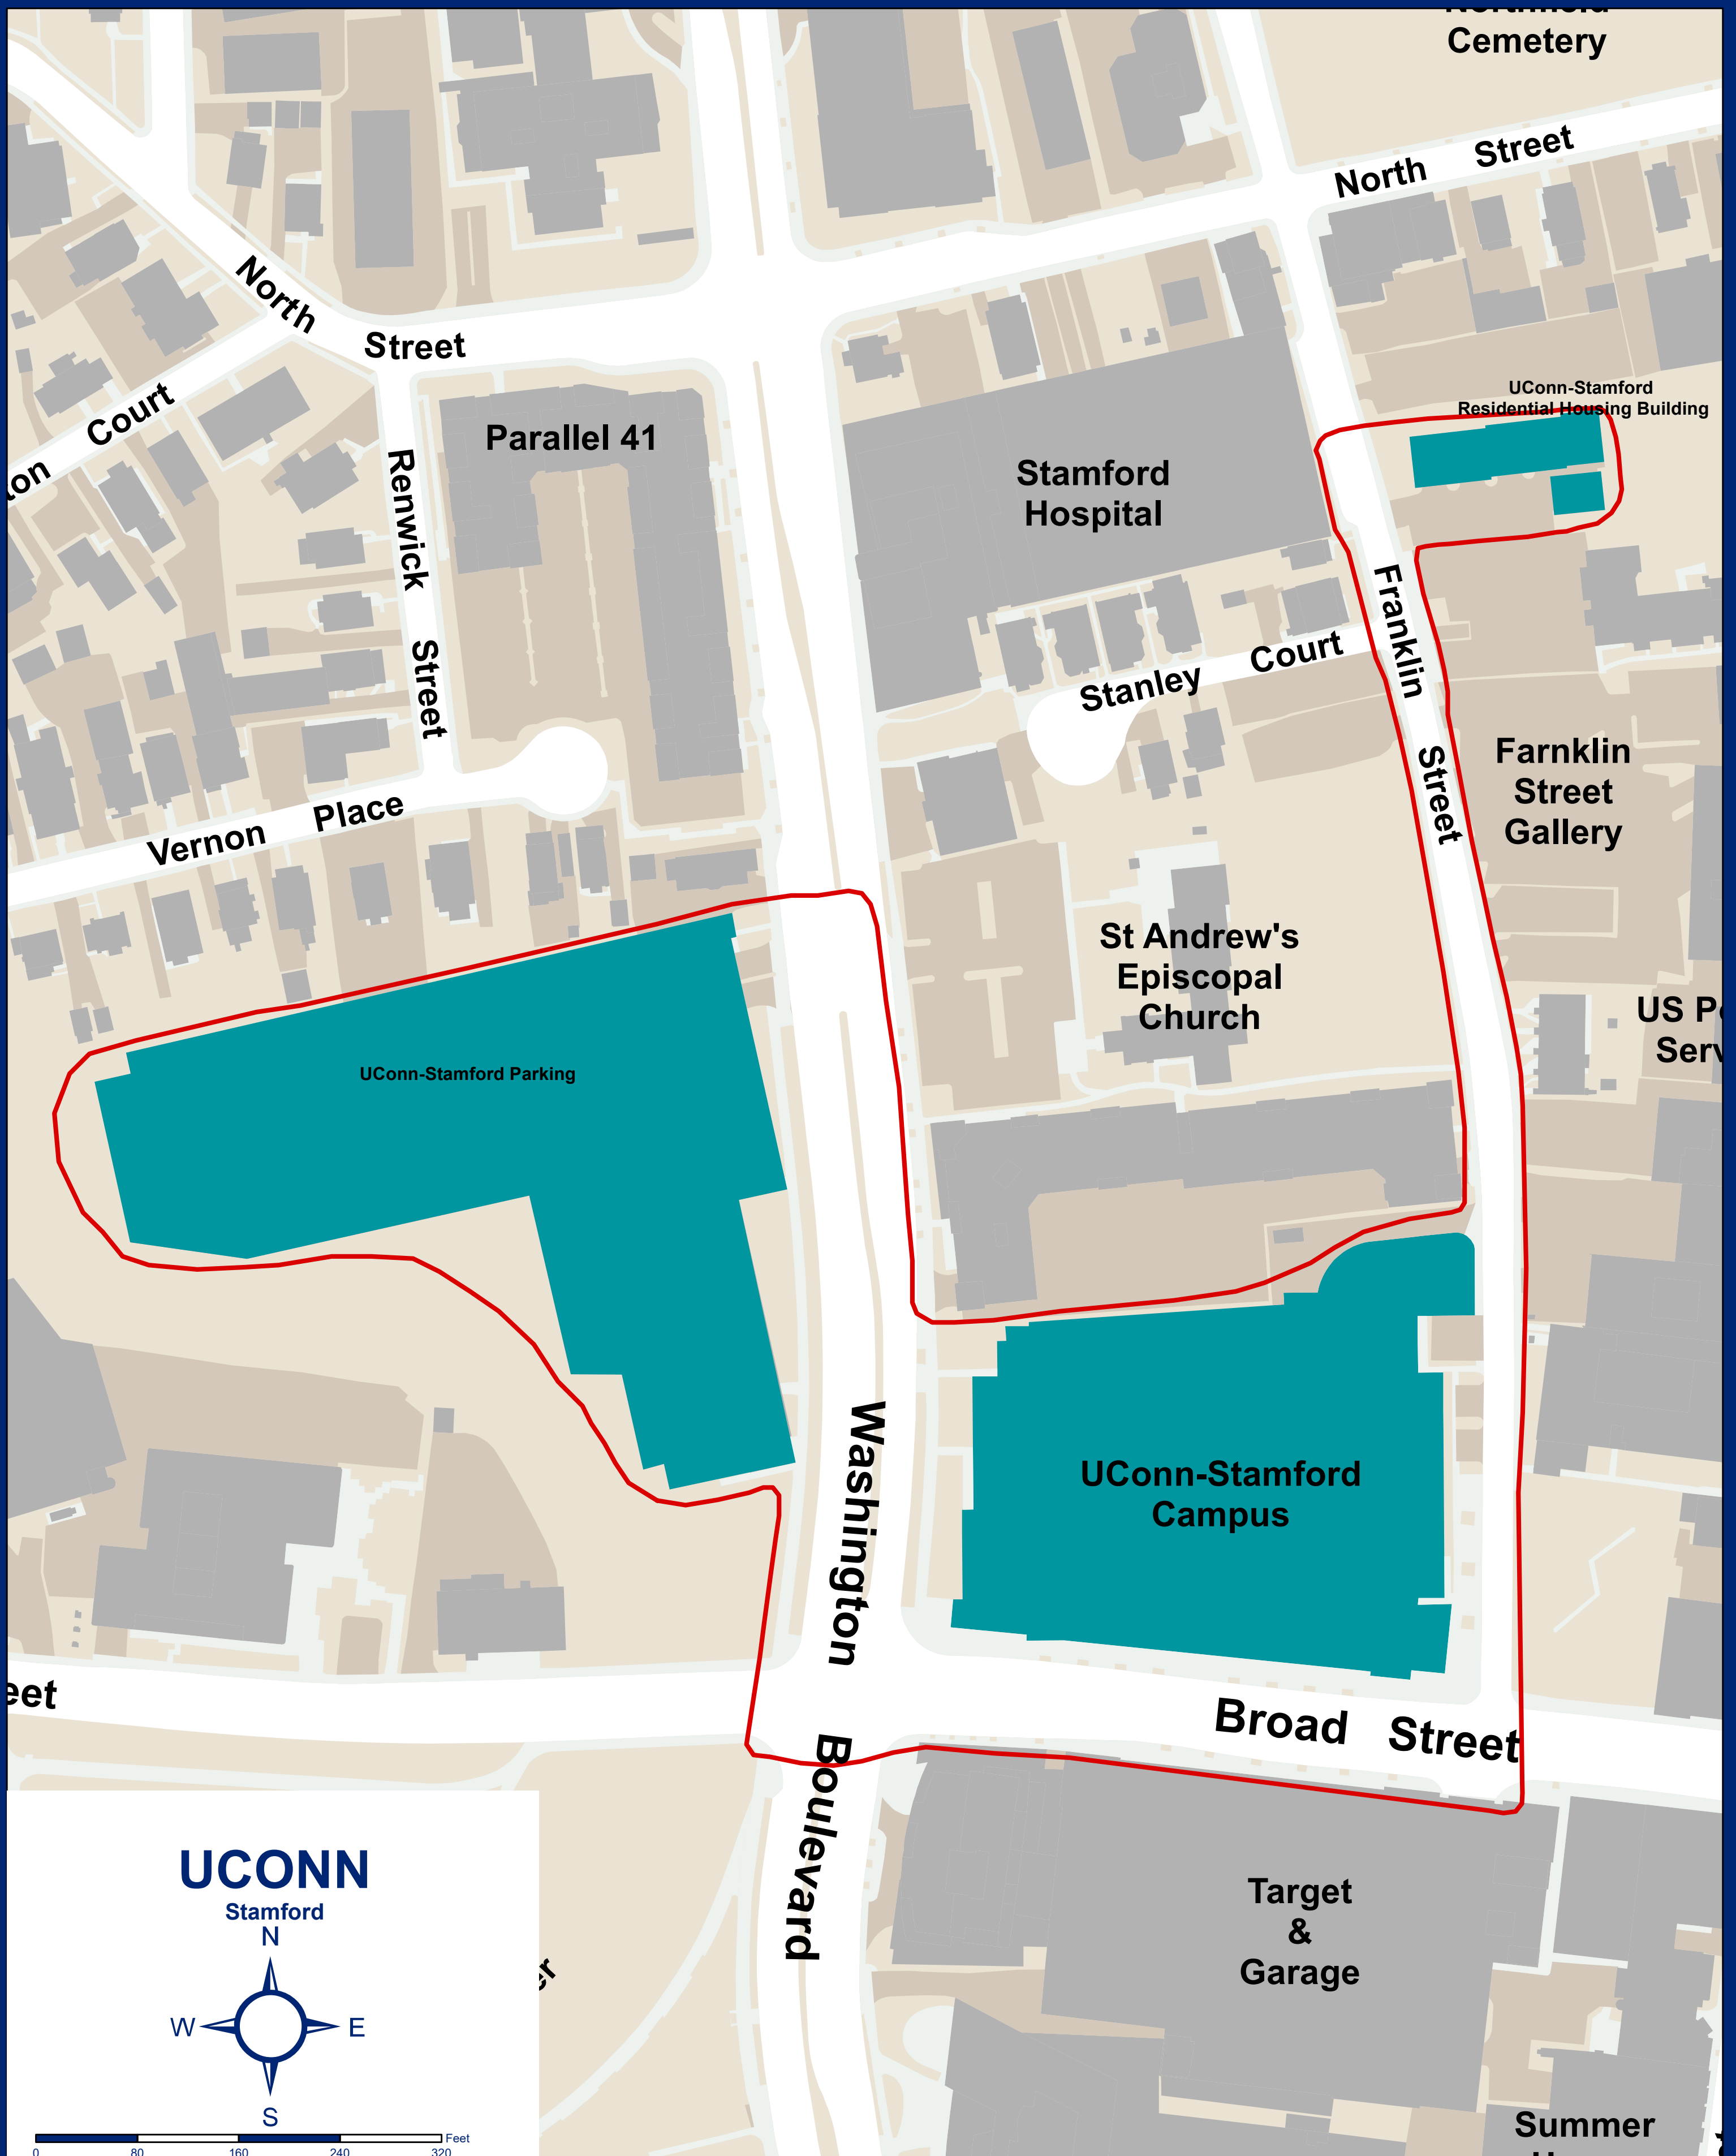 Cemetery
North Street
North
Street
Court
Renwick
Street
Parallel 41
Stamford
Hospital
UConn-Stamford
Residential Housing Building
Franklin
Street
Stanley Court
Farnklin
Street
Gallery
Vernon Place
St Andrew's
Episcopal
Church
US
UConn-Stamford Parking
Washington
Boulevard
UConn-Stamford
Campus
Broad Street
Target
&
Garage
Summer
UCONN
Stamford
N
W E
S
Feet
0 80 160 240 320